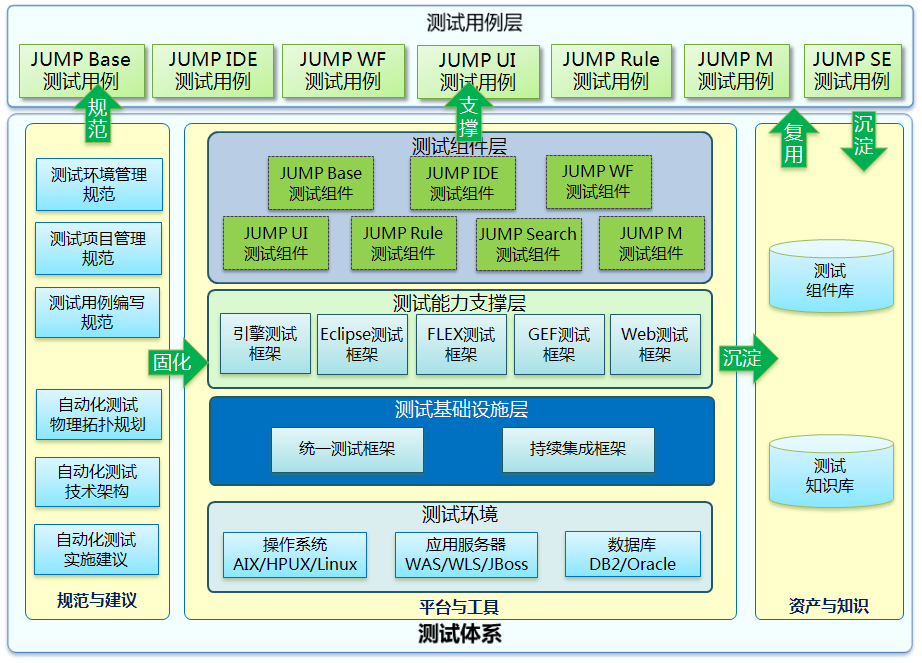 测试用例层
JUMP Base
测试用例
JUMP IDE
测试用例
JUMP WF
测试用例
JUMP UI
测试用例
JUMP Rule
测试用例
JUMP M
测试用例
JUMP SE
测试用例
规范
支撑
复用
沉淀
测试环境管理
规范
测试项目管理
规范
测试用例编写
规范
自动化测试
物理拓扑规划
自动化测试
技术架构
自动化测试
实施建议
规范与建议
固化
测试组件层
JUMP Base
测试组件
JUMP IDE
测试组件
JUMP WF
测试组件
JUMP UI
测试组件
JUMP Rule
测试组件
JUMP Search
测试组件
JUMP M
测试组件
测试能力支撑层
引擎测试
框架
Eclipse测试
框架
FLEX测试
框架
GEF测试
框架
Web测试
框架
测试基础设施层
统一测试框架
持续集成框架
测试环境
操作系统
AIX/HPUX/Linux
应用服务器
WAS/WLS/JBoss
数据库
DB2/Oracle
平台与工具
沉淀
测试
组件库
测试
知识库
资产与知识
测试体系